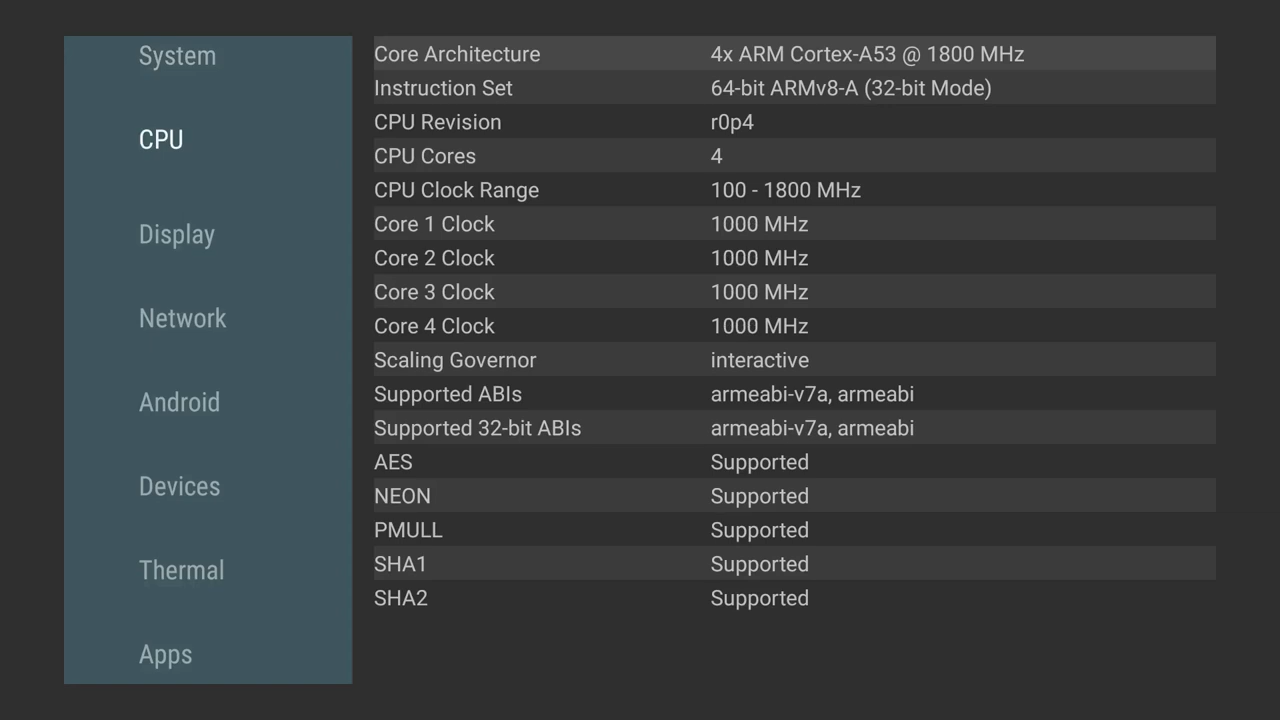 System
CPU
Display
Network
Android
Devices
Thermal
Apps
Core Architecture 4x ARM Cortex-A53 @ 1800 MHz
Instruction Set 64-bit ARMv8-A (32-bit Mode)
CPU Revision r0p4
CPU Cores 4
CPU Clock Range 100 - 1800 MHz
Core 1 Clock 1000 MHz
Core 2 Clock 1000 MHz
Core 3 Clock 1000 MHz
Core 4 Clock 1000 MHz
Scaling Governor interactive
Supported ABIs armeabi-v7a, armeabi
Supported 32-bit ABIs armeabi-v7a, armeabi
AES Supported
NEON Supported
PMULL Supported
SHA1 Supported
SHA2 Supported